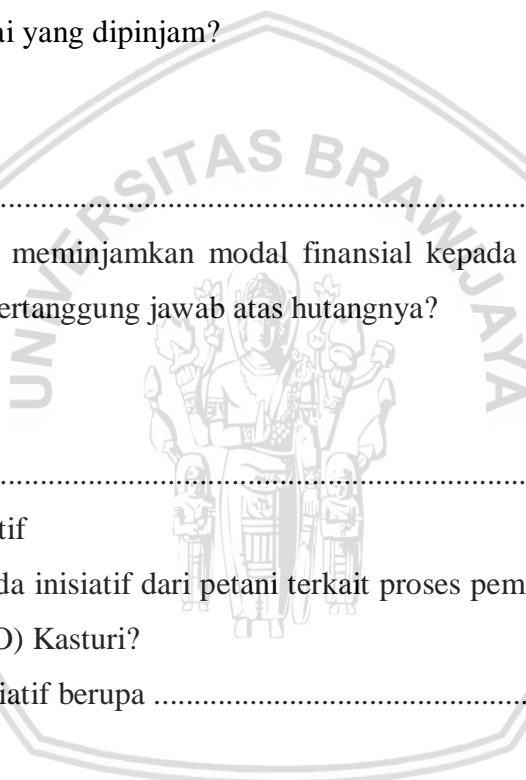 ai yang dipinjam?
UNIVERSITAS BRAWIJAYA
....................................................................................
meminjamkan modal finansial kepada
ertanggung jawab atas hutangnya?
....................................................................................
tif
da inisiatif dari petani terkait proses pem
O) Kasturi?
iatif berupa ............................................................